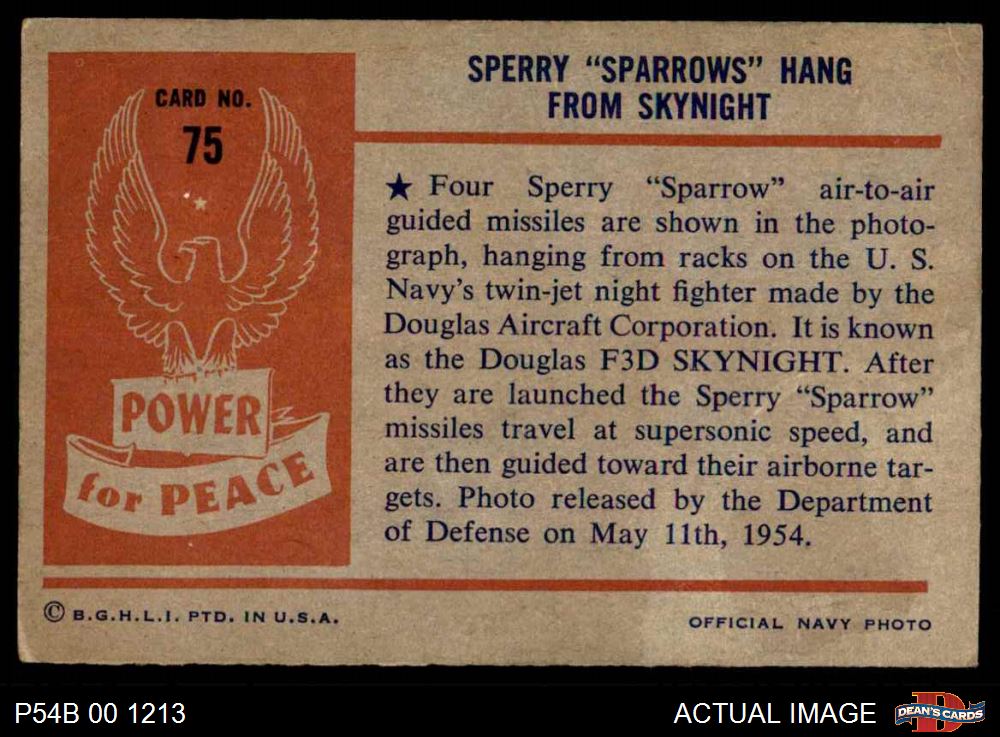 CARD NO.
75
POWER
for PEACE
SPERRY "SPARROWS" HANG
FROM SKYNIGHT
★ Four Sperry "Sparrow" air-to-air
guided missiles are shown in the photo-
graph, hanging from racks on the U. S.
Navy's twin-jet night fighter made by the
Douglas Aircraft Corporation. It is known
as the Douglas F3D SKYNIGHT. After
they are launched the Sperry "Sparrow"
missiles travel at supersonic speed, and
are then guided toward their airborne tar-
gets. Photo released by the Department
of Defense on May 11th, 1954.
© B.G.H.L.I. PTD. IN U.S.A.
OFFICIAL NAVY PHOTO
P54B 00 1213
ACTUAL IMAGE
DEAN'S CARDS